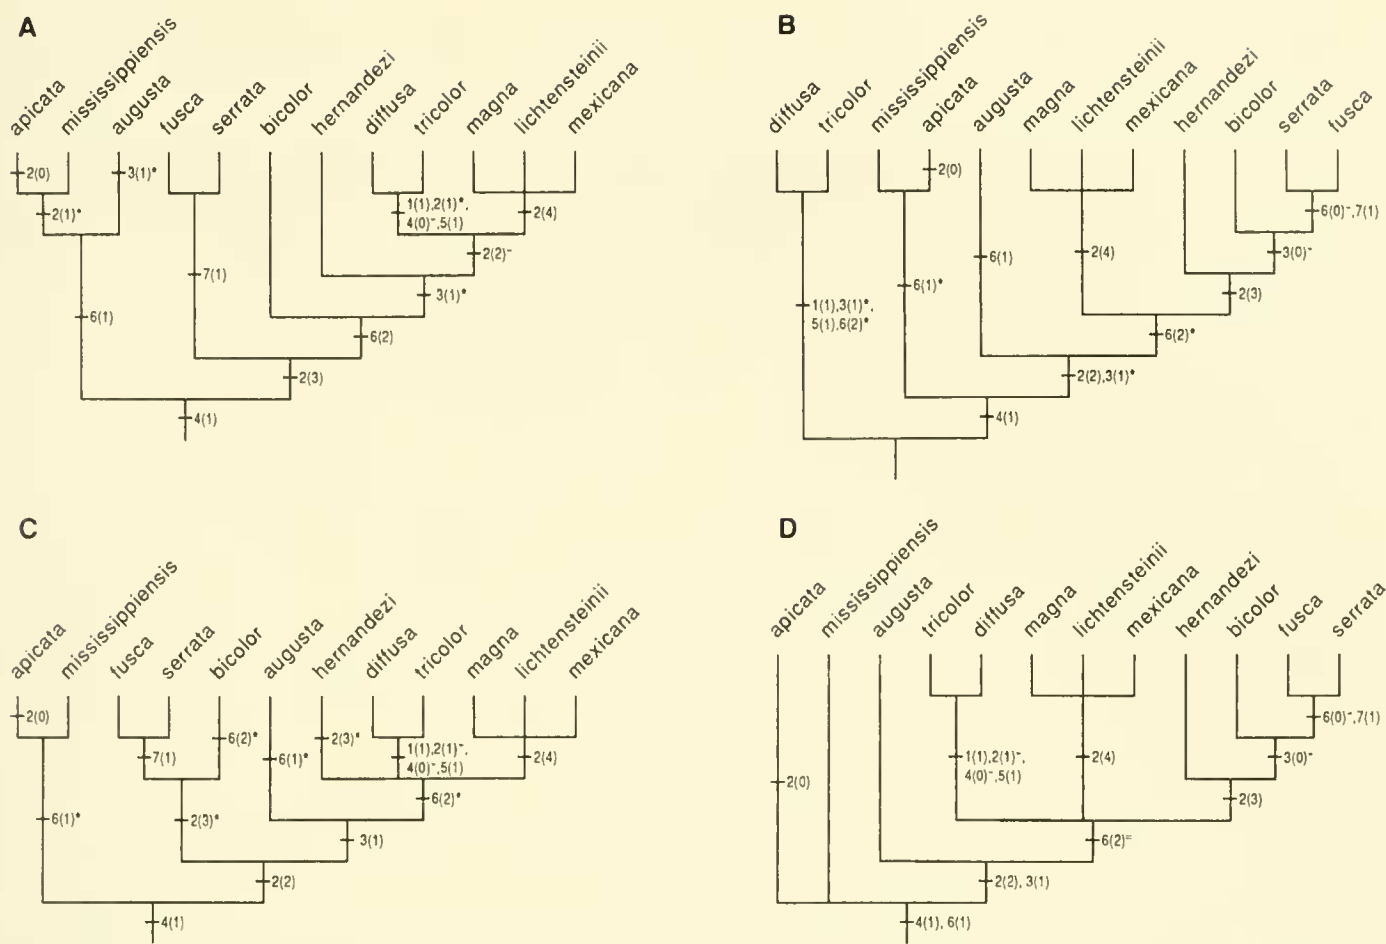 A
apicata
mississippiensis
augusta
fusca
serrata
bicolor
hernandezi
diffusa
tricolor
magna
lichtensteinii
mexicana
2(0)
3(1)*
2(1)*
1(1),2(1)*,
4(0)-,5(1)
2(4)
2(2)-
7(1)
3(1)*
6(1)
6(2)
2(3)
4(1)
B
diffusa
tricolor
mississippiensis
apicata
augusta
magna
lichtensteinii
mexicana
hernandezi
bicolor
serrata
fusca
2(0)
6(0)-,7(1)
6(1)
2(4)
3(0)-
6(1)*
2(3)
1(1),3(1)*,
5(1),6(2)*
6(2)*
2(2),3(1)*
4(1)
C
apicata
mississippiensis
fusca
serrata
bicolor
augusta
hernandezi
diffusa
tricolor
magna
lichtensteinii
mexicana
2(0)
6(2)*
2(3)*
7(1)
6(1)*
1(1),2(1)-,
4(0)-,5(1)
2(4)
6(2)*
6(1)*
2(3)*
3(1)
2(2)
4(1)
D
apicata
mississippiensis
augusta
tricolor
diffusa
magna
lichtensteinii
mexicana
hernandezi
bicolor
fusca
serrata
6(0)-,7(1)
1(1),2(1)-,
4(0)-,5(1)
2(4)
3(0)-
2(0)
2(3)
6(2)=
2(2), 3(1)
4(1), 6(1)